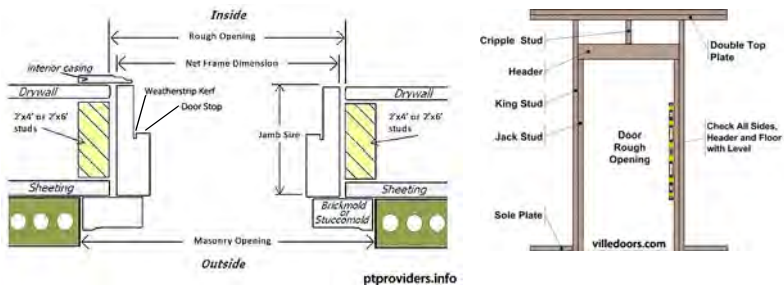 Inside
Rough Opening
Net Frame Dimension
interior casing
Weatherstrip Kerf
Door Stop
Drywall
2'x4' or 2'x6'
studs
Jamb Size
Drywall
2'x4' or 2'x6'
studs
Sheeting
Sheeting
Brickmold
or
Stuccomold
Masonry Opening
Outside
ptproviders.info
Cripple Stud
Double Top
Plate
Header
King Stud
Jack Stud
Door
Rough
Opening
Check All Sides,
Header and Floor
with Level
Sole Plate
villedoors.com